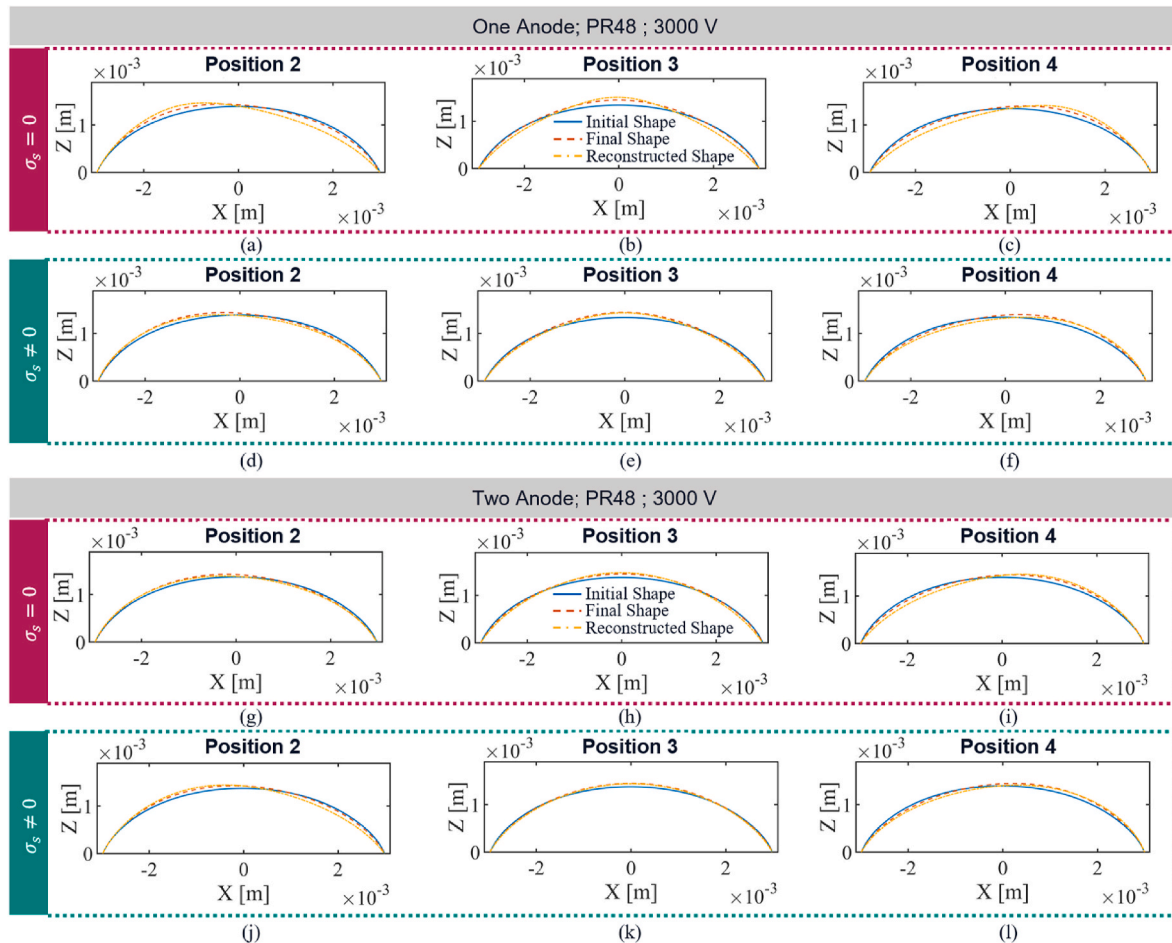 One Anode; PR48 ; 3000 V
σs = 0
×10-3
Position 2
Z [m]
1
0
-2
0
2
X [m]
×10-3
(a)
×10-3
Position 3
Z [m]
1
0
Initial Shape
Final Shape
Reconstructed Shape
-2
0
2
X [m]
×10-3
(b)
×10-3
Position 4
Z [m]
1
0
-2
0
2
X [m]
×10-3
(c)
σs ≠ 0
×10-3
Position 2
Z [m]
1
0
-2
0
2
X [m]
×10-3
(d)
×10-3
Position 3
Z [m]
1
0
-2
0
2
X [m]
×10-3
(e)
×10-3
Position 4
Z [m]
1
0
-2
0
2
X [m]
×10-3
(f)
Two Anode; PR48 ; 3000 V
σs = 0
×10-3
Position 2
Z [m]
1
0
-2
0
2
X [m]
×10-3
(g)
×10-3
Position 3
Z [m]
1
0
Initial Shape
Final Shape
Reconstructed Shape
-2
0
2
X [m]
×10-3
(h)
×10-3
Position 4
Z [m]
1
0
-2
0
2
X [m]
×10-3
(i)
σs ≠ 0
×10-3
Position 2
Z [m]
1
0
-2
0
2
X [m]
×10-3
(j)
×10-3
Position 3
Z [m]
1
0
-2
0
2
X [m]
×10-3
(k)
×10-3
Position 4
Z [m]
1
0
-2
0
2
X [m]
×10-3
(l)